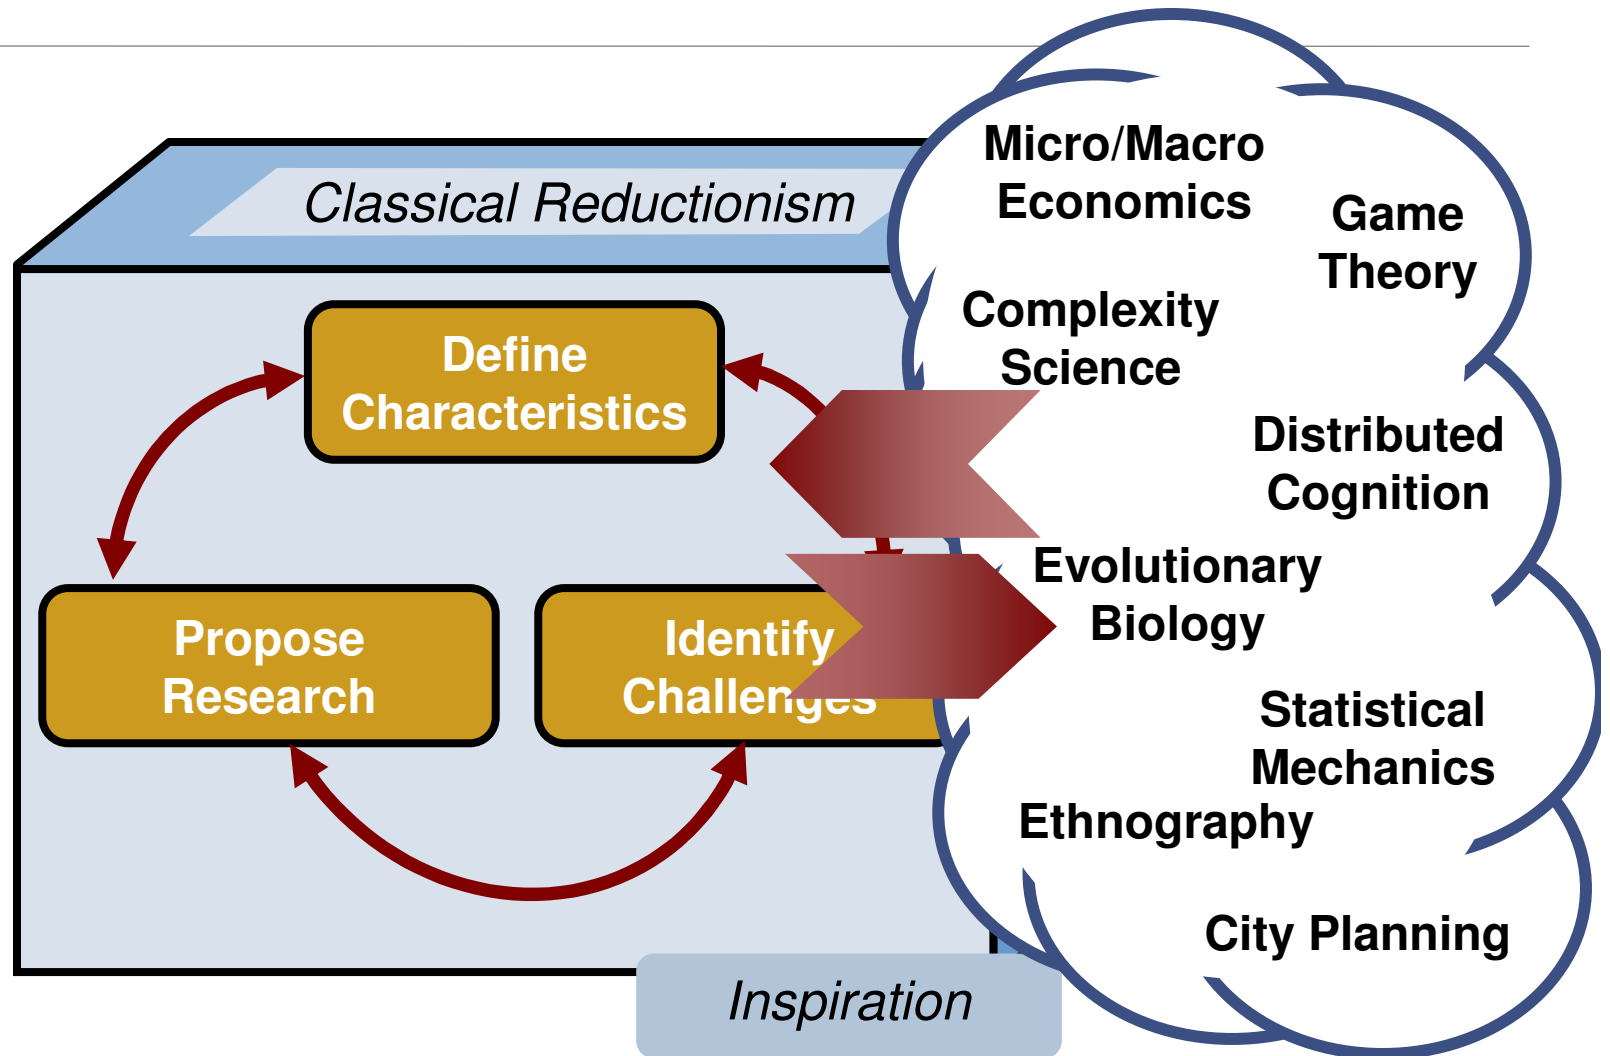 Classical Reductionism
Define
Characteristics
Propose
Research
Identify
Challenges
Micro/Macro
Economics
Game
Theory
Complexity
Science
Distributed
Cognition
Evolutionary
Biology
Statistical
Mechanics
Ethnography
City Planning
Inspiration